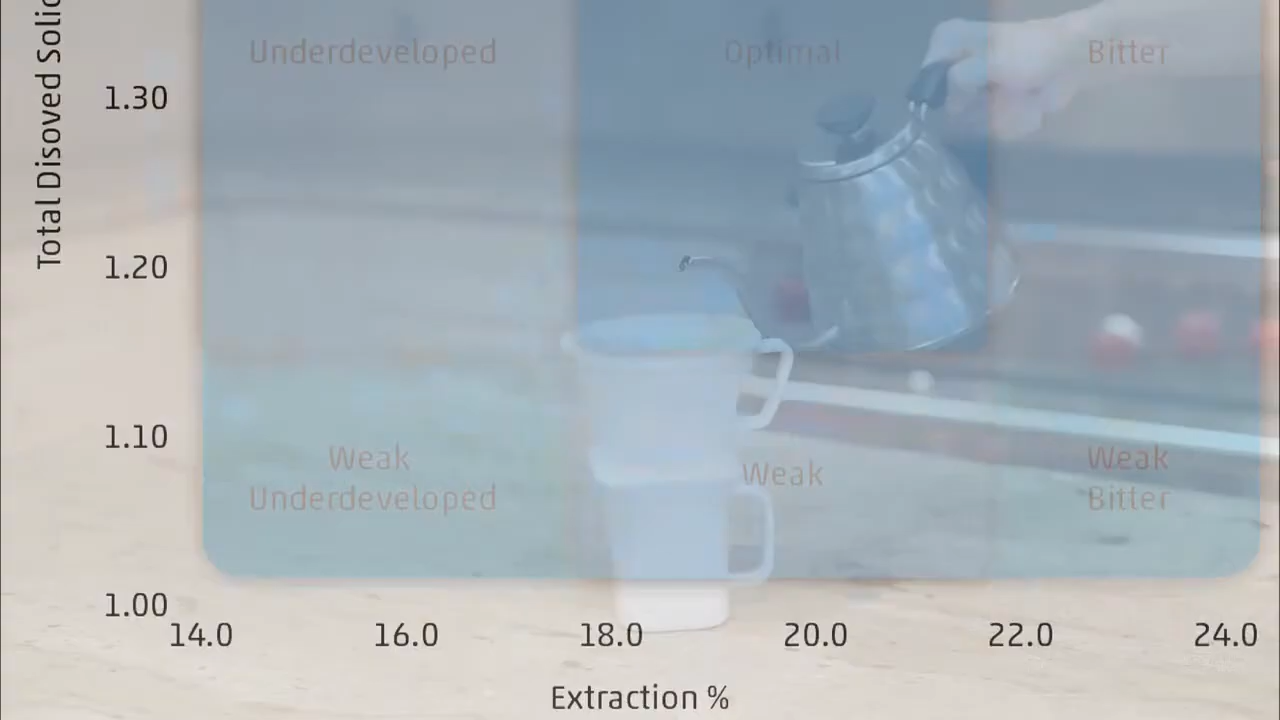 Total Disoved Solid
Underdeveloped
Optimal
Bitter
1.30
1.20
1.10
Weak
Underdeveloped
Weak
Weak
Bitter
1.00
14.0
16.0
18.0
20.0
22.0
24.0
Extraction %